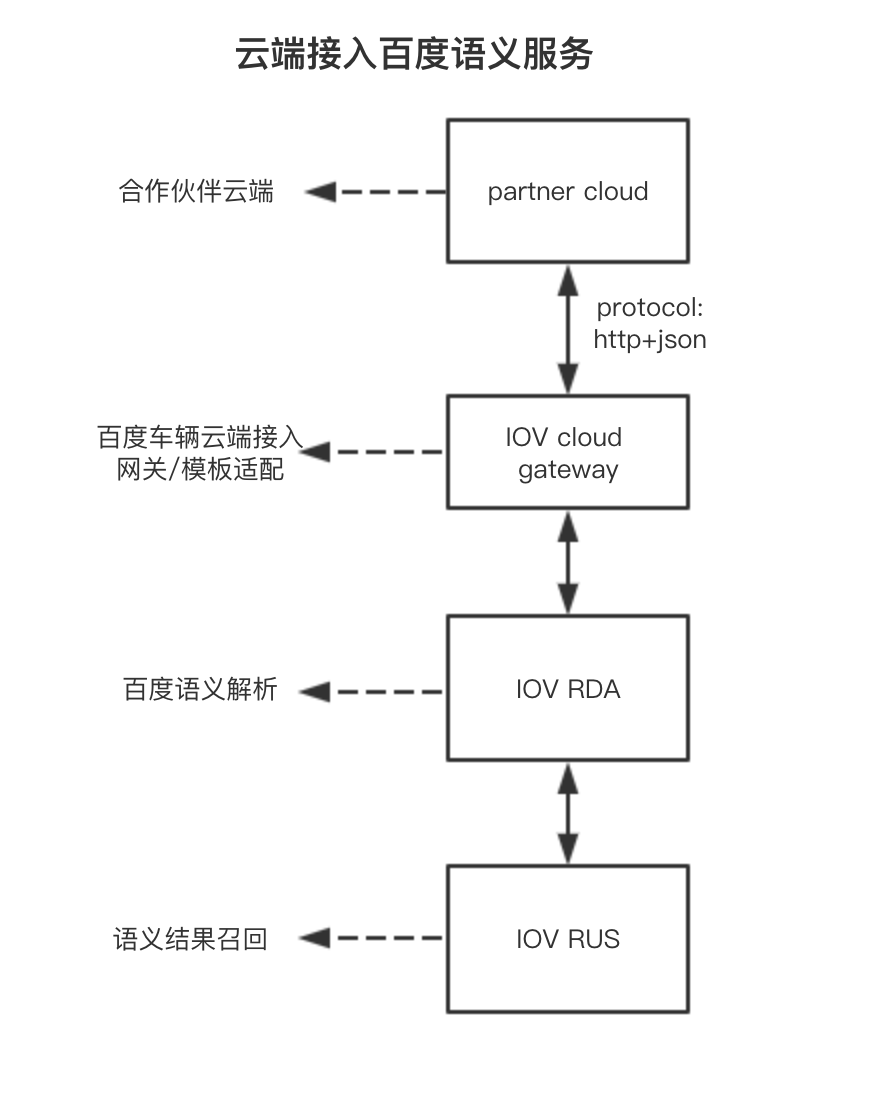 云端接入百度语义服务
合作伙伴云端
partner cloud
protocol:
http+json
百度车辆云端接入
网关/模板适配
IOV cloud
gateway
百度语义解析
IOV RDA
语义结果召回
IOV RUS